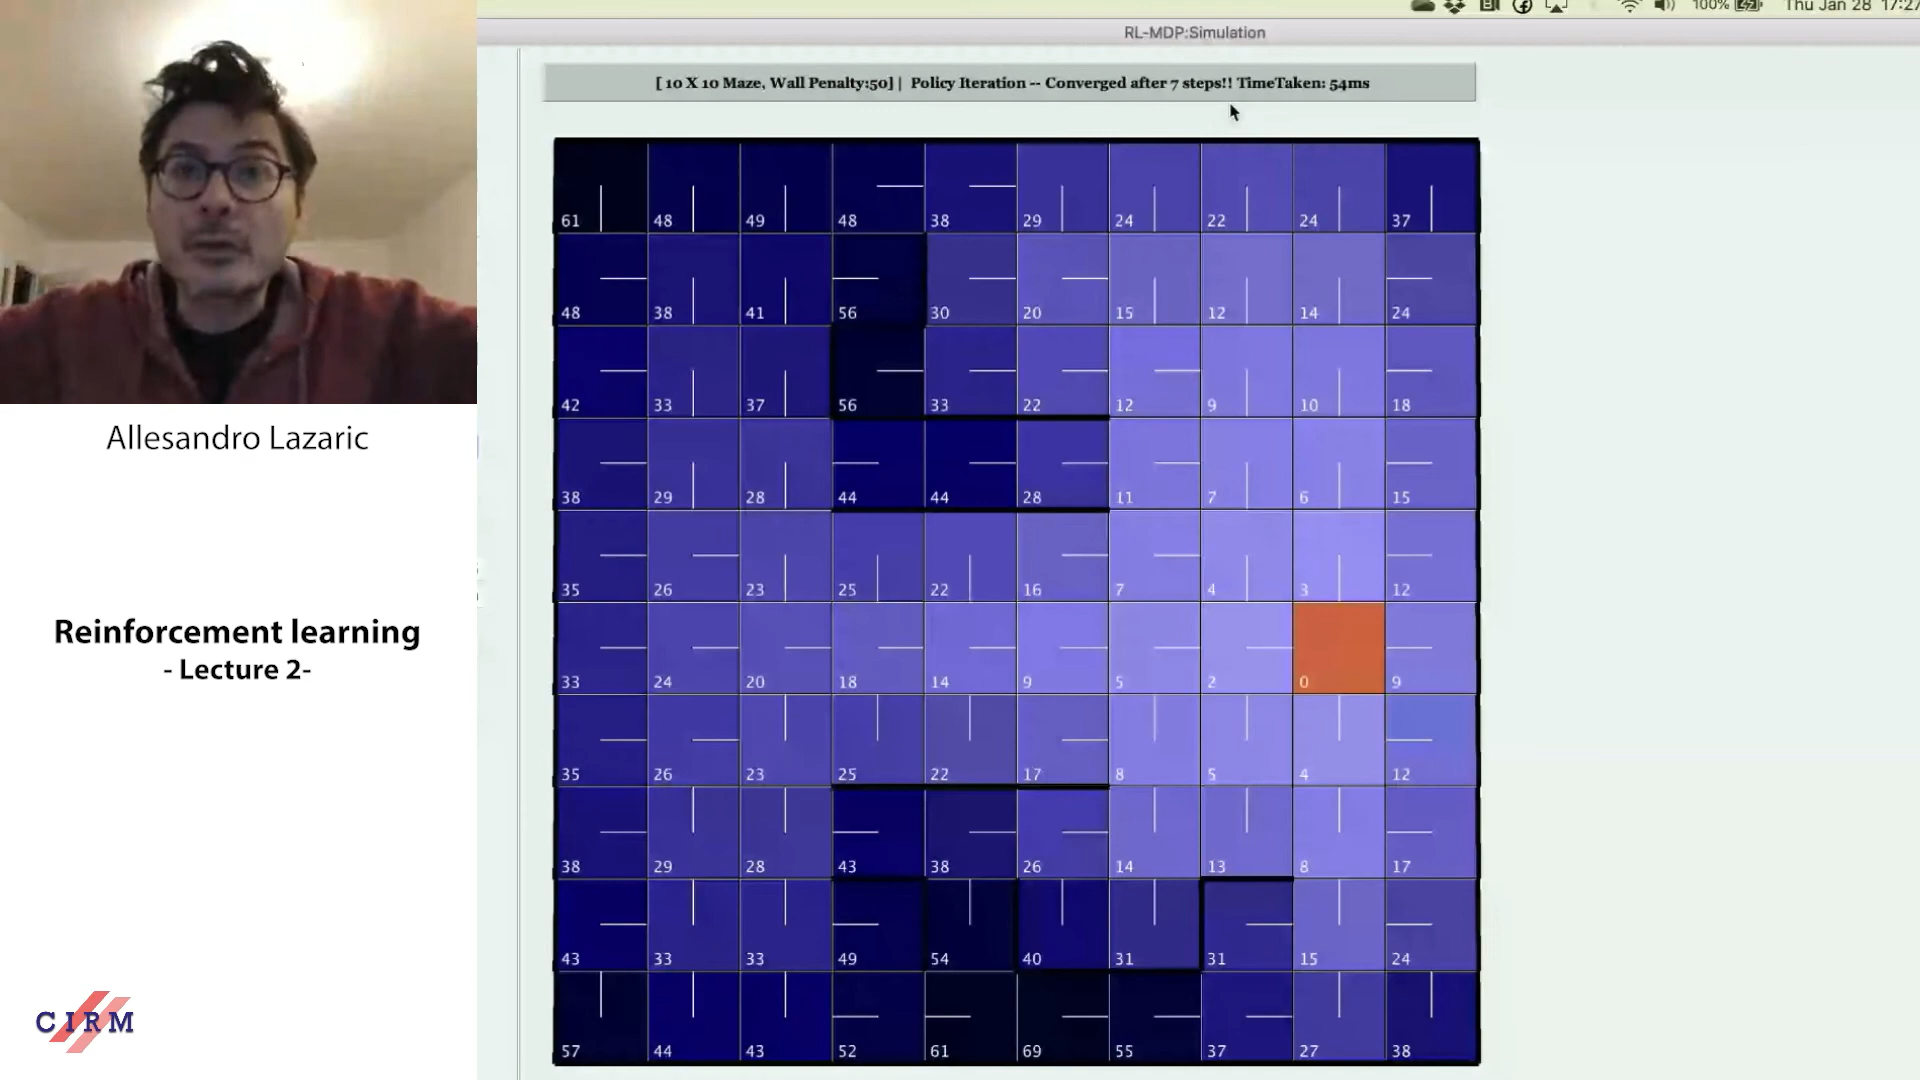 100%
Thu Jan 28 17:27
RL-MDP:Simulation
[ 10 X 10 Maze, Wall Penalty:50] | Policy Iteration -- Converged after 7 steps!! TimeTaken: 54ms
61 48 49 48 38 29 24 22 24 37
48 38 41 56 30 20 15 12 14 24
42 33 37 56 33 22 12 9 10 18
38 29 28 44 44 28 11 7 6 15
35 26 23 25 22 16 7 4 3 12
33 24 20 18 14 9 5 2 0 9
35 26 23 25 22 17 8 5 4 12
38 29 28 43 38 26 14 13 8 17
43 33 33 49 54 40 31 31 15 24
57 44 43 52 61 69 55 37 27 38
Allesandro Lazaric
Reinforcement learning
- Lecture 2-
CIRM